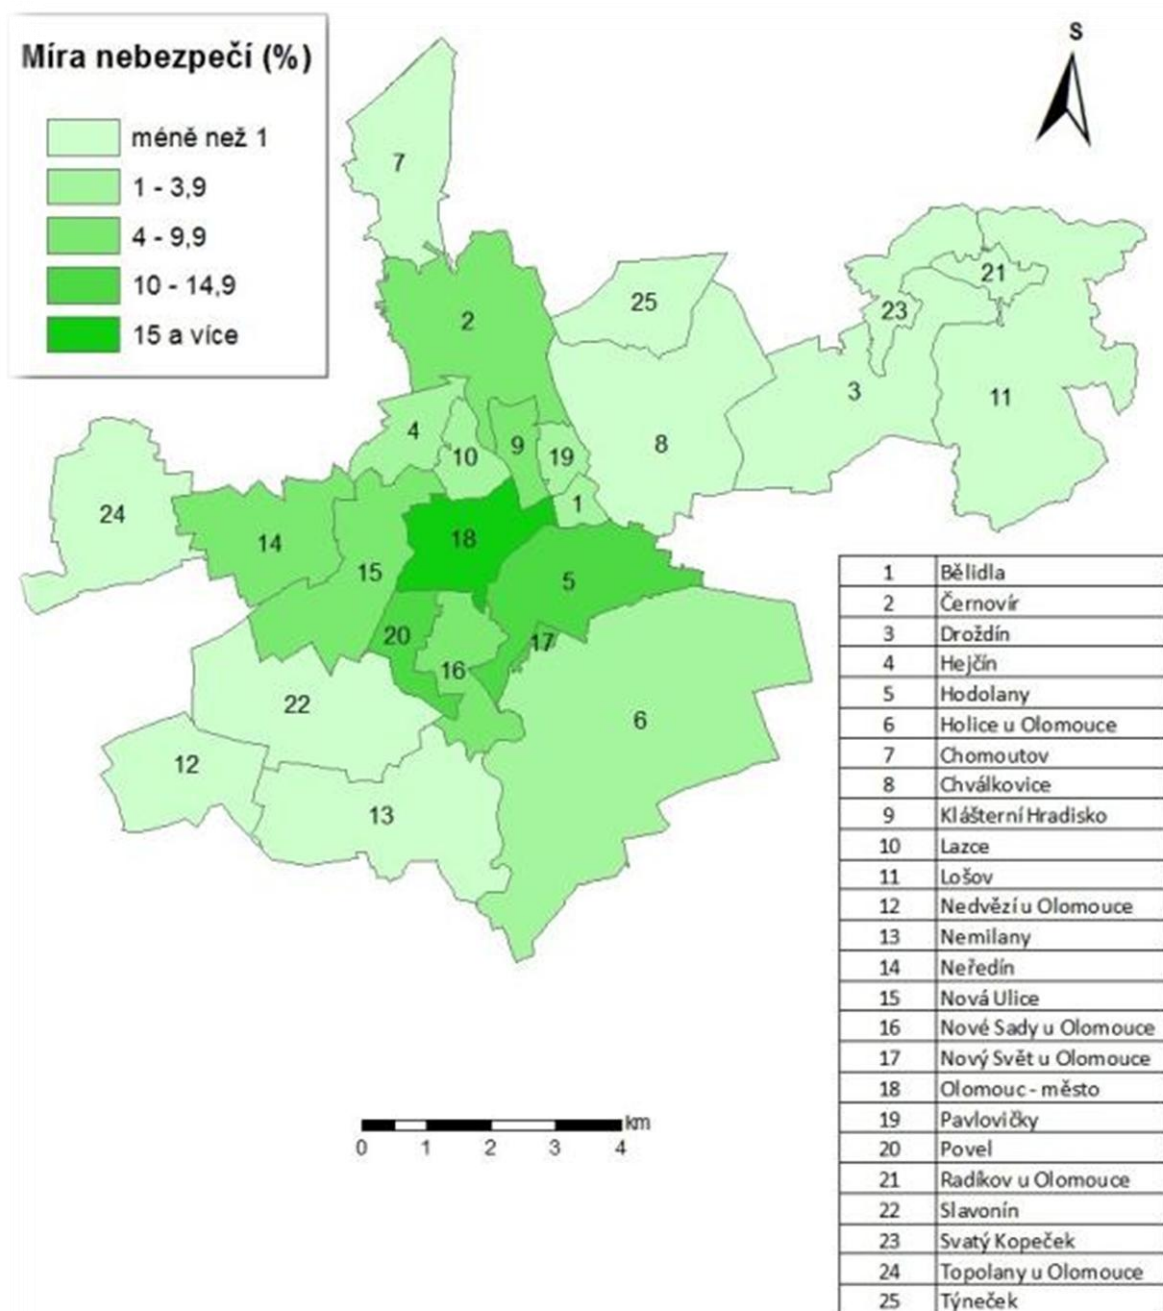 Míra nebezpečí (%)
méně než 1
1 - 3,9
4 - 9,9
10 - 14,9
15 a více
S
7
21
25
23
2
3
11
4
9
8
10
19
1
24
18
14
15
5
20
17
16
22
6
12
13
km
0 1 2 3 4
1 Bělidla
2 Černovír
3 Droždín
4 Hejčín
5 Hodolany
6 Holice u Olomouce
7 Chomoutov
8 Chválkovice
9 Klášterní Hradisko
10 Lazce
11 Lošov
12 Nedvězí u Olomouce
13 Nemilany
14 Neředín
15 Nová Ulice
16 Nové Sady u Olomouce
17 Nový Svět u Olomouce
18 Olomouc - město
19 Pavlovičky
20 Povel
21 Radíkov u Olomouce
22 Slavonín
23 Svatý Kopeček
24 Topolany u Olomouce
25 Týneček